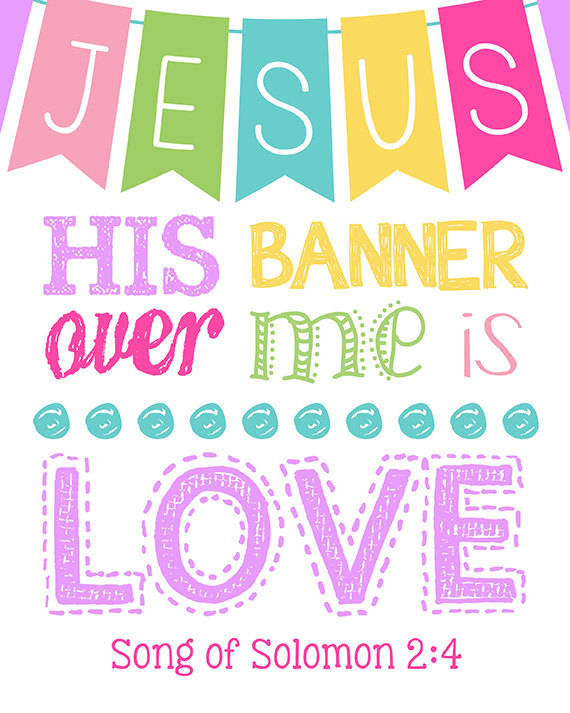 JESUS
HIS BANNER
over me is
LOVE
Song of Solomon 2:4